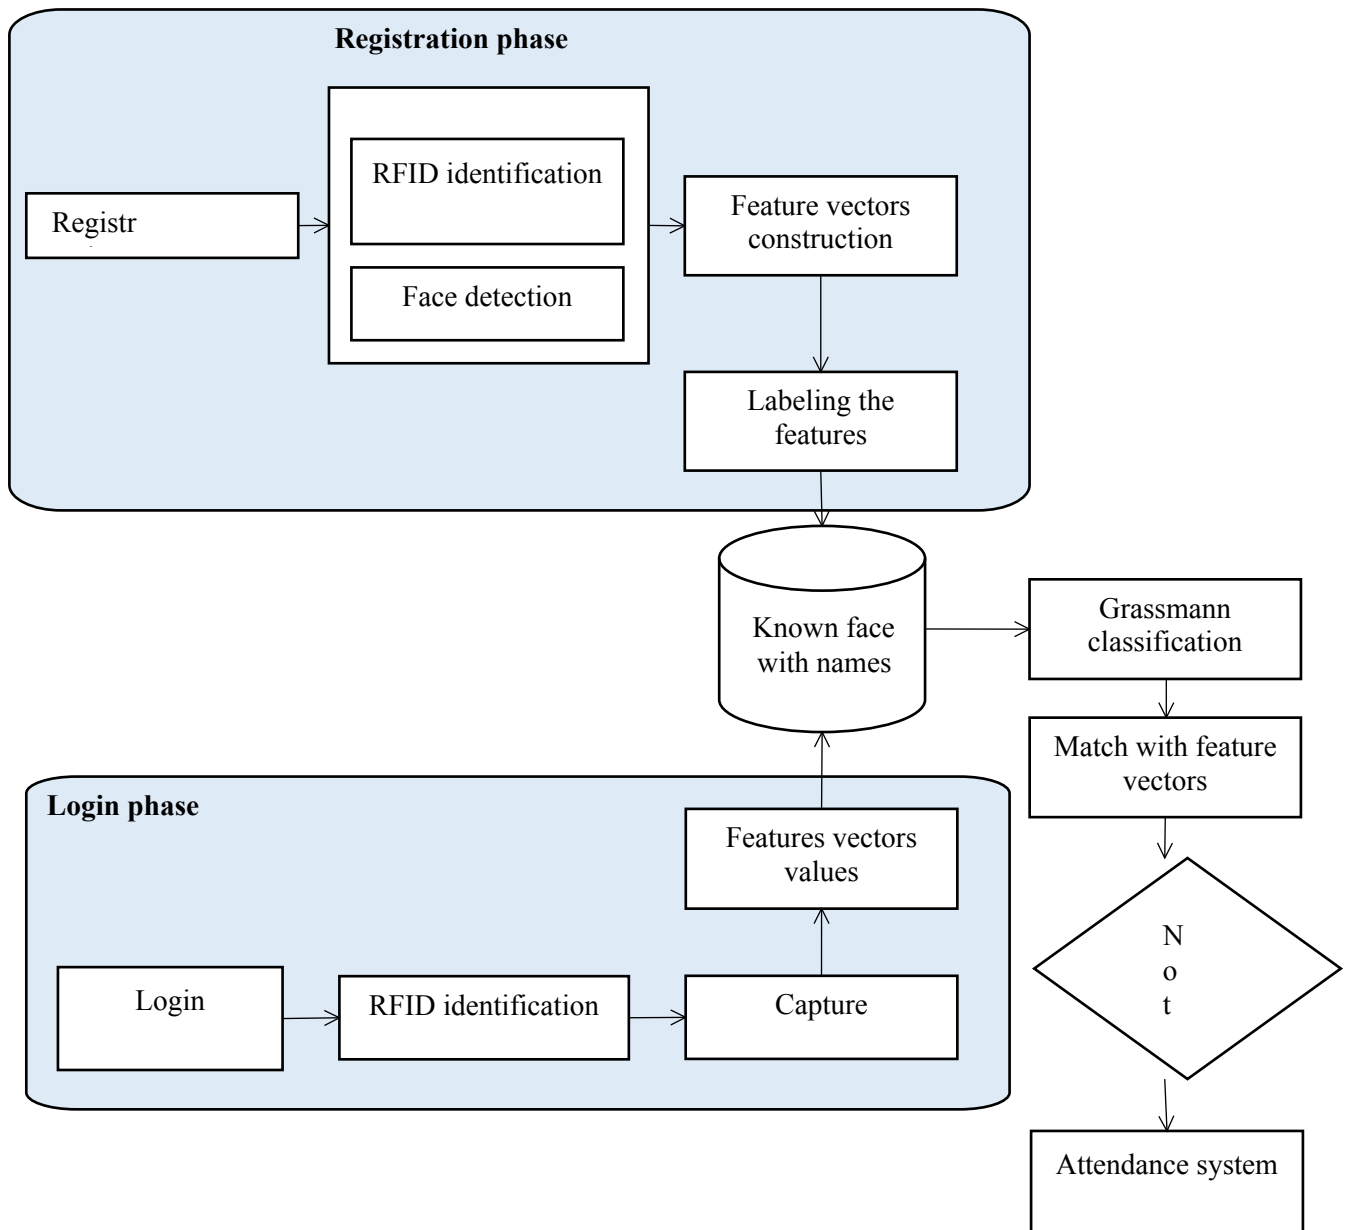 Registration phase
Registr
RFID identification
Face detection
Feature vectors
construction
Labeling the
features
Known face
with names
Grassmann
classification
Match with feature
vectors
N
o
t
Attendance system
Login phase
Login
RFID identification
Capture
Features vectors
values